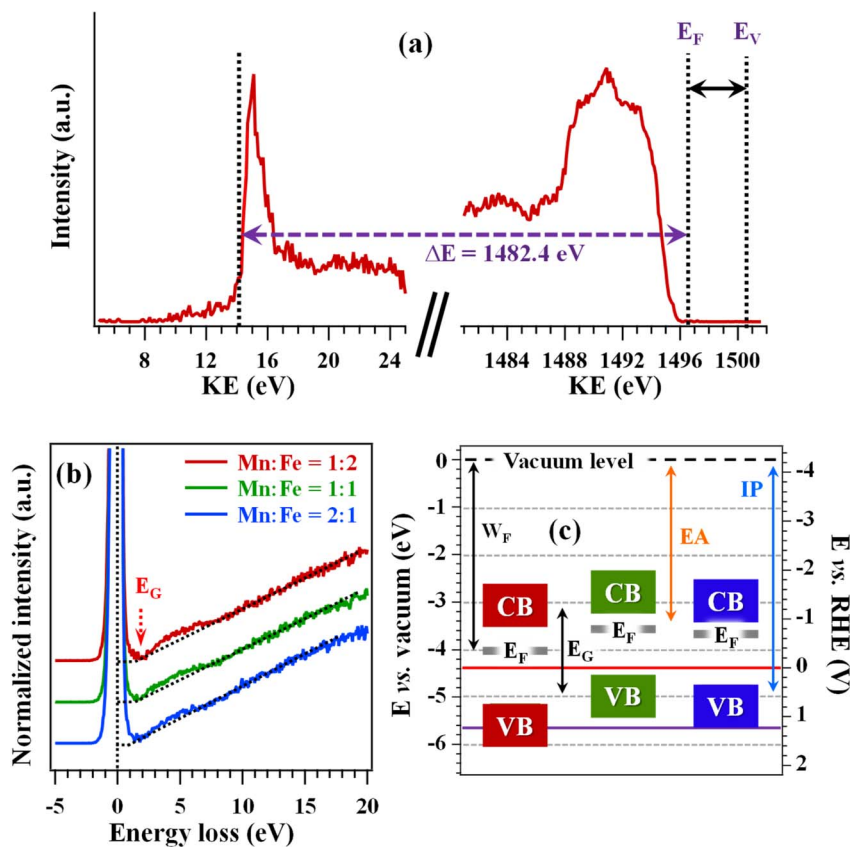 (a)
E_F E_V
Intensity (a.u.)
ΔE = 1482.4 eV
8 12 16 20 24 1484 1488 1492 1496 1500
KE (eV) KE (eV)
(b)
Mn:Fe = 1:2
Mn:Fe = 1:1
Mn:Fe = 2:1
E_G
Normalized intensity (a.u.)
-5 0 5 10 15 20
Energy loss (eV)
(c)
Vacuum level
W_F
EA
IP
CB CB CB
E_F E_F E_F
E_G
VB VB VB
E vs. vacuum (eV)
0
-1
-2
-3
-4
-5
-6
E vs. RHE (V)
-4
-3
-2
-1
0
1
2